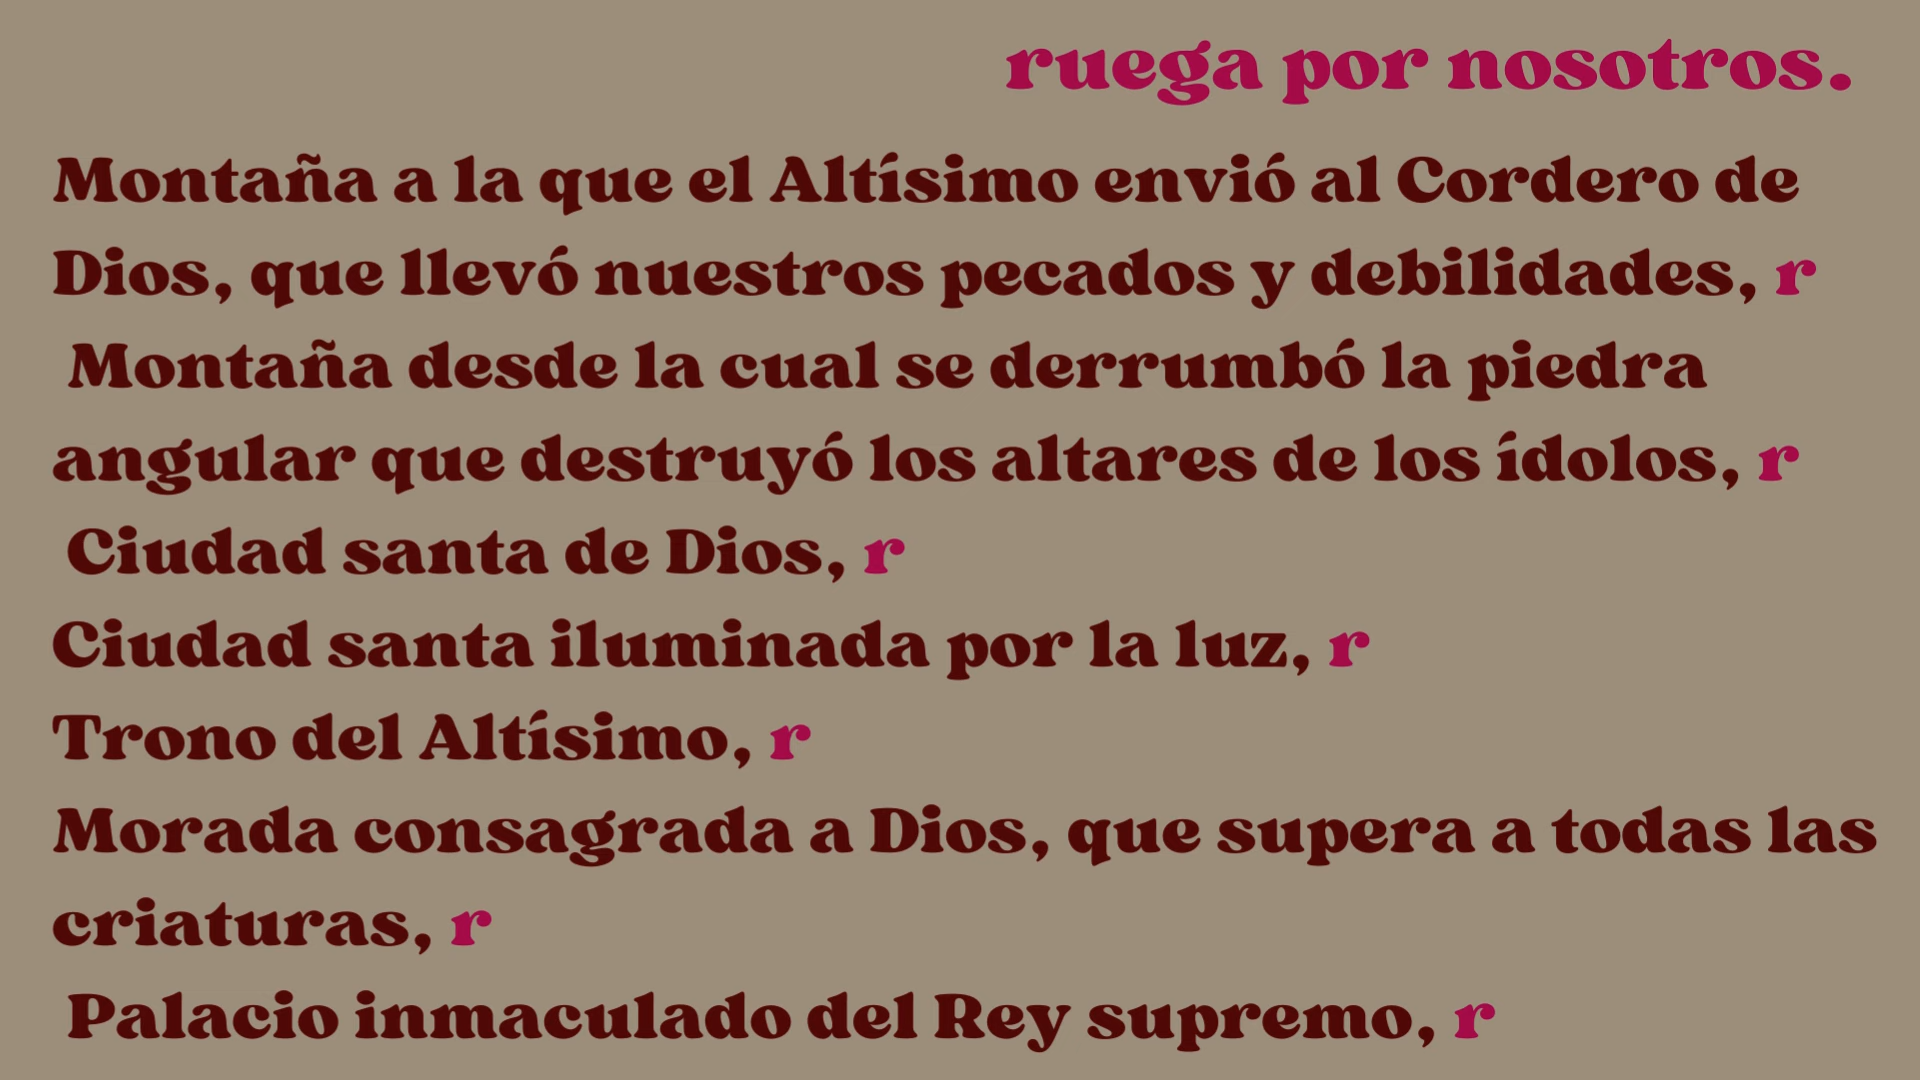 ruega por nosotros.
Montaña a la que el Altísimo envió al Cordero de
Dios, que llevó nuestros pecados y debilidades, r
Montaña desde la cual se derrumbó la piedra
angular que destruyó los altares de los ídolos, r
Ciudad santa de Dios, r
Ciudad santa iluminada por la luz, r
Trono del Altísimo, r
Morada consagrada a Dios, que supera a todas las
criaturas, r
Palacio inmaculado del Rey supremo, r